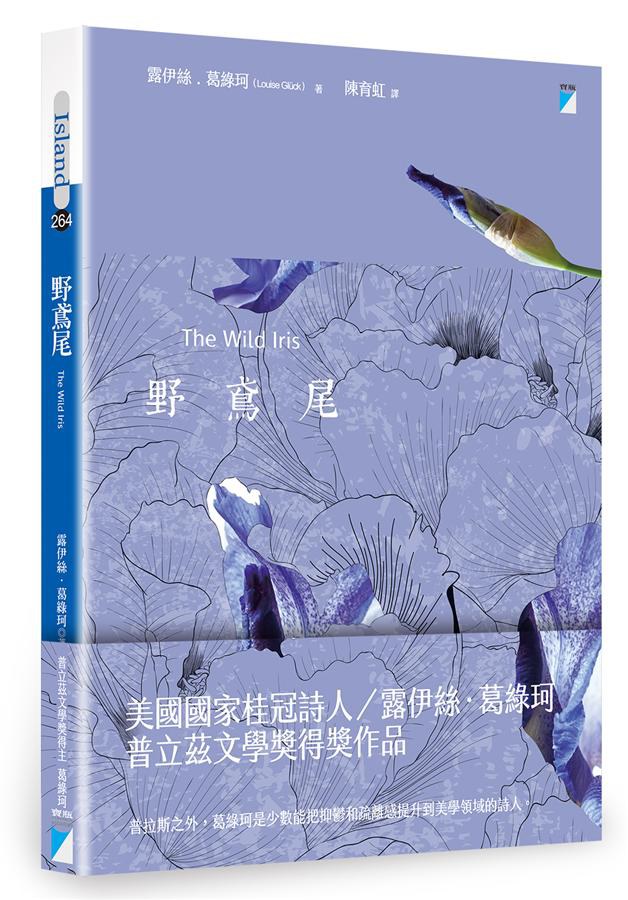 露伊絲．葛綠珂（Louise Glück） 著 陳育虹 譯
寶瓶
The Wild Iris
野鳶尾
美國國家桂冠詩人／露伊絲·葛綠珂
普立茲文學獎得獎作品
普拉斯之外，葛綠珂是少數能把抑鬱和疏離感提升到美學領域的詩人。
Island
264
野鳶尾
The Wild Iris
露伊絲·葛綠珂◎著
普立茲文學獎得主 葛綠珂
寶瓶